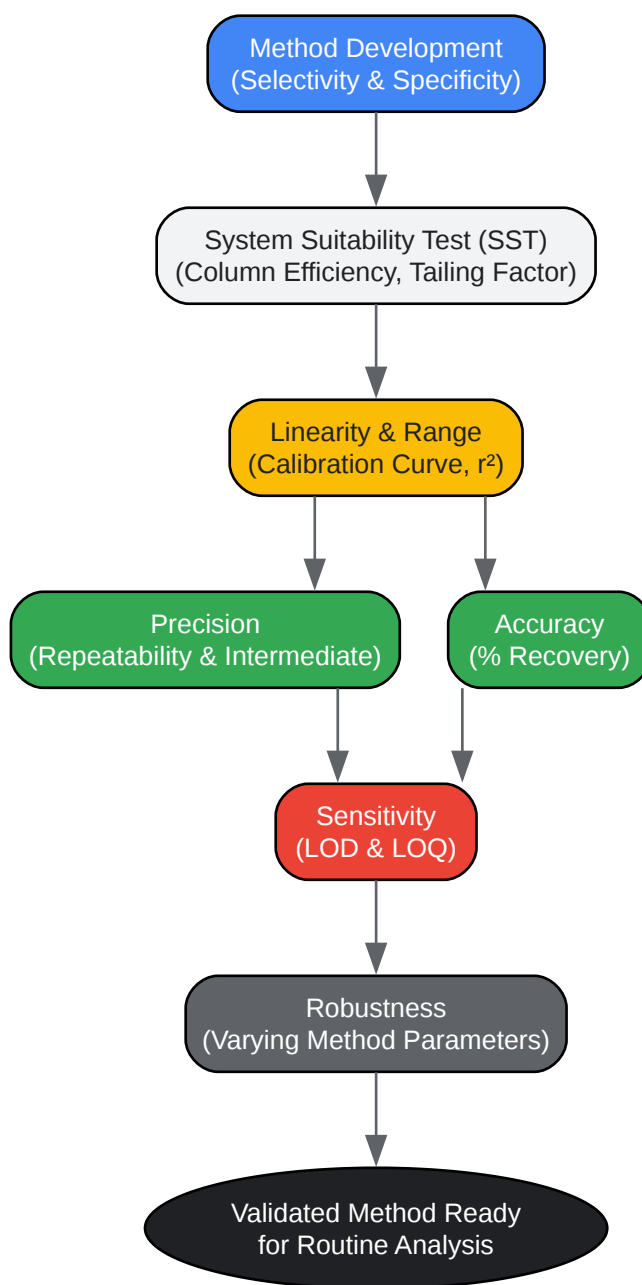 Method Development
(Selectivity & Specificity)
System Suitability Test (SST)
(Column Efficiency, Tailing Factor)
Linearity & Range
(Calibration Curve, r²)
Precision
(Repeatability & Intermediate)
Accuracy
(% Recovery)
Sensitivity
(LOD & LOQ)
Robustness
(Varying Method Parameters)
Validated Method Ready
for Routine Analysis